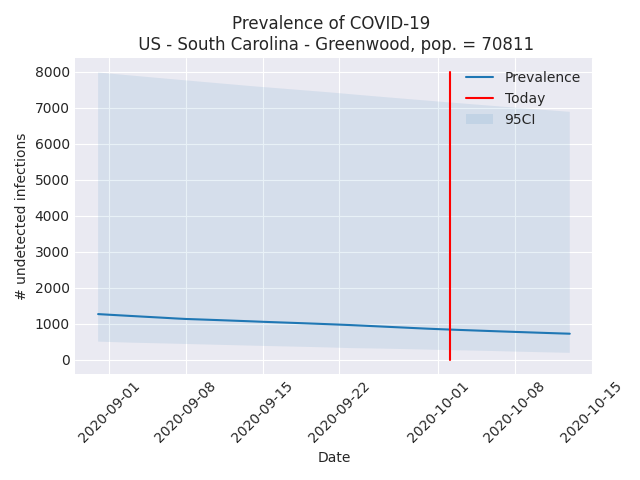 Prevalence of COVID-19
US - South Carolina - Greenwood, pop. = 70811
Prevalence
Today
95CI
8000
7000
6000
5000
4000
3000
2000
1000
0
# undetected infections
2020-09-01
2020-09-08
2020-09-15
2020-09-22
2020-10-01
2020-10-08
2020-10-15
Date